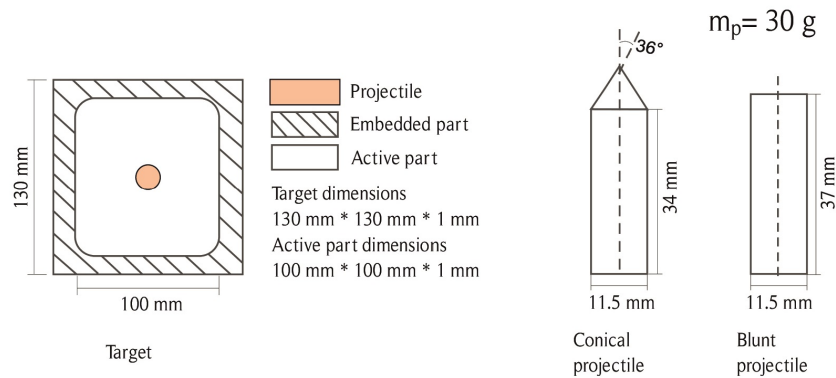 130 mm
100 mm
Target
Projectile
Embedded part
Active part
Target dimensions
130 mm * 130 mm * 1 mm
Active part dimensions
100 mm * 100 mm * 1 mm
36°
mp= 30 g
34 mm
11.5 mm
Conical
projectile
37 mm
11.5 mm
Blunt
projectile